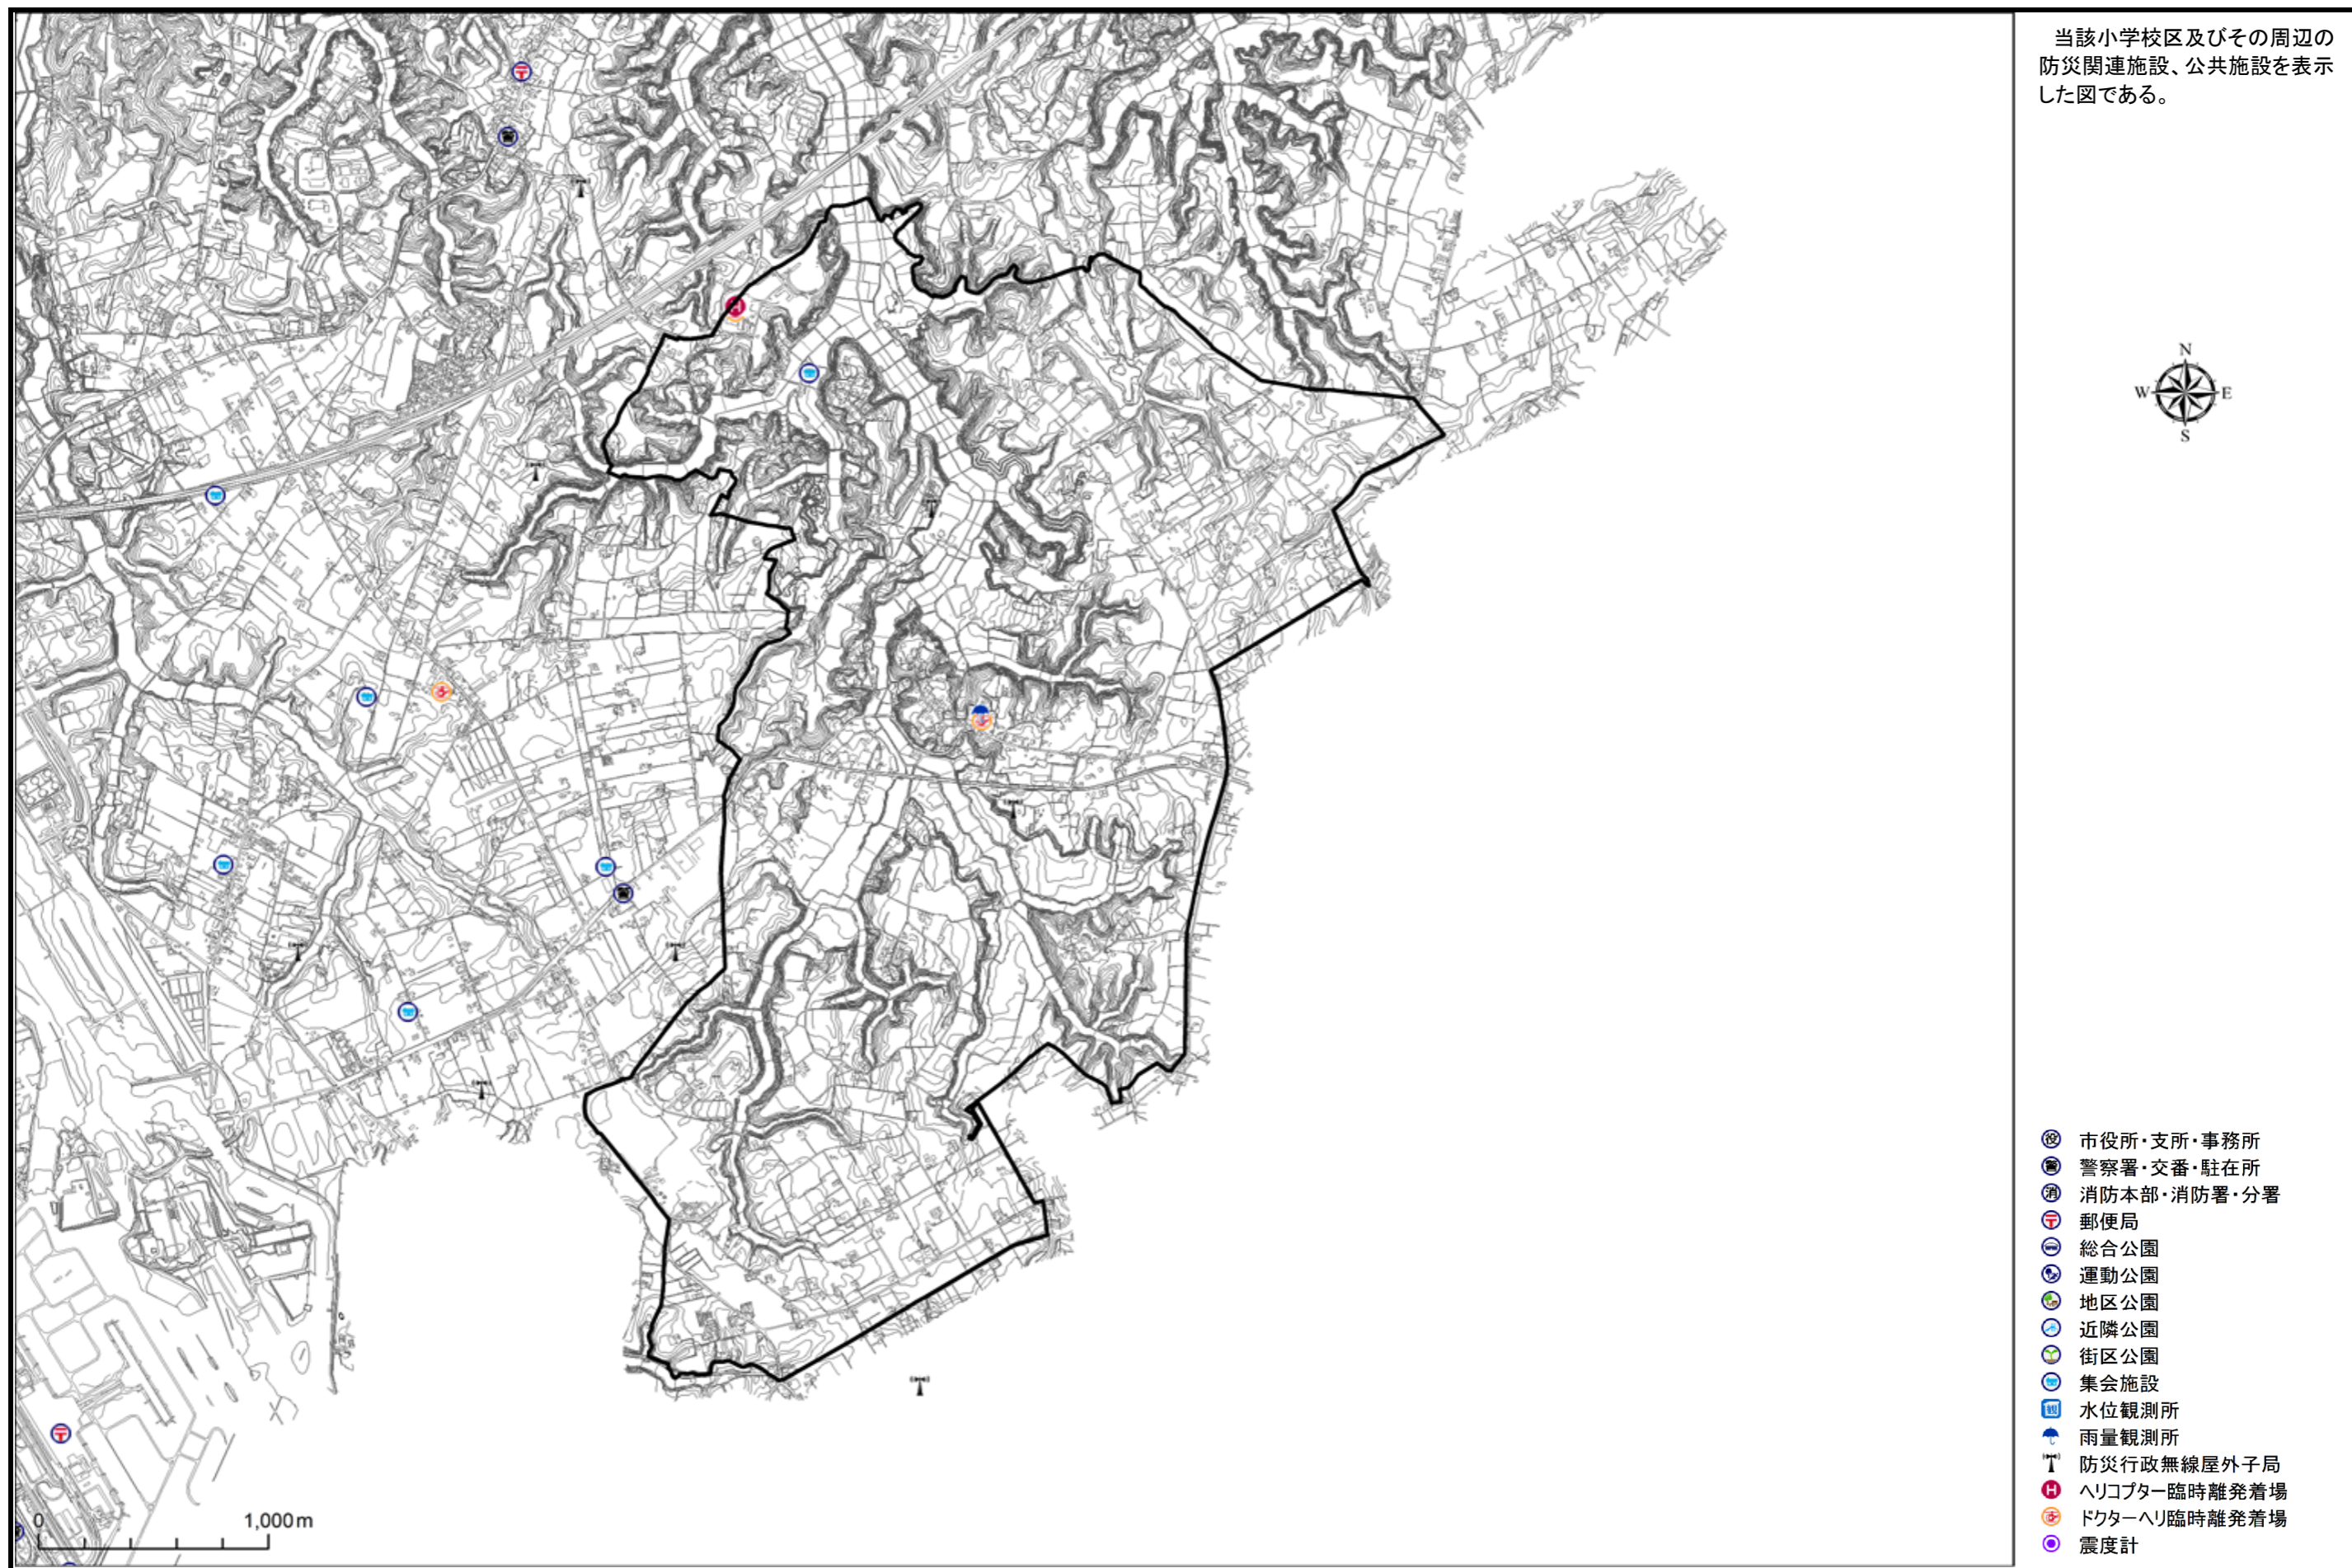 当該小学校区及びその周辺の
防災関連施設、公共施設を表示
した図である。
N
W E
S
役 市役所・支所・事務所
警察署・交番・駐在所
消 消防本部・消防署・分署
郵便局
総合公園
運動公園
地区公園
近隣公園
街区公園
集会施設
観 水位観測所
雨量観測所
防災行政無線屋外子局
H ヘリコプター臨時離発着場
ドクターヘリ臨時離発着場
震度計
0 1,000m